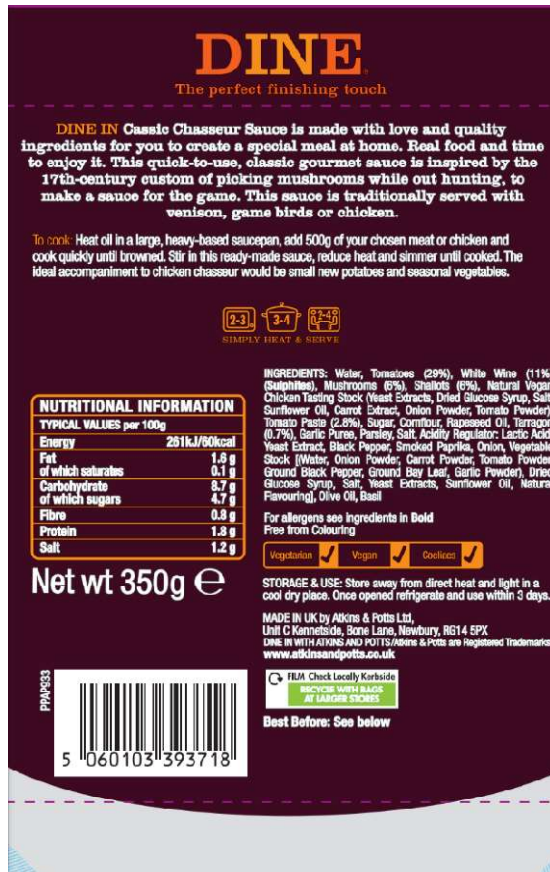 DINE
The perfect finishing touch
DINE IN Cassic Chasseur Sauce is made with love and quality
ingredients for you to create a special meal at home. Real food and time
to enjoy it. This quick-to-use, classic gourmet sauce is inspired by the
17th-century custom of picking mushrooms while out hunting, to
make a sauce for the game. This sauce is traditionally served with
venison, game birds or chicken.
To cook: Heat oil in a large, heavy-based saucepan, add 500g of your chosen meat or chicken and
cook quickly until browned. Stir in this ready-made sauce, reduce heat and simmer until cooked. The
ideal accompaniment to chicken chasseur would be small new potatoes and seasonal vegetables.
2-3 3-4 2-4
SIMPLY HEAT & SERVE
NUTRITIONAL INFORMATION
TYPICAL VALUES per 100g
Energy 251kJ/60kcal
Fat 1.6 g
of which saturates 0.1 g
Carbohydrate 8.7 g
of which sugars 4.7 g
Fibre 0.8 g
Protein 1.8 g
Salt 1.2 g
Net wt 350g e
INGREDIENTS: Water, Tomatoes (29%), White Wine (11%
(Sulphites), Mushrooms (6%), Shallots (6%), Natural Vegan
Chicken Tasting Stock (Yeast Extracts, Dried Glucose Syrup, Salt
Sunflower Oil, Carrot Extract, Onion Powder, Tomato Powder)
Tomato Paste (2.8%), Sugar, Cornflour, Rapeseed Oil, Tarragon
(0.7%), Garlic Puree, Parsley, Salt, Acidity Regulator: Lactic Acid
Yeast Extract, Black Pepper, Smoked Paprika, Onion, Vegetable
Stock [(Water, Onion Powder, Carrot Powder, Tomato Powder
Ground Black Pepper, Ground Bay Leaf, Garlic Powder), Dried
Glucose Syrup, Salt, Yeast Extracts, Sunflower Oil, Natural
Flavouring], Olive Oil, Basil
For allergens see ingredients in Bold
Free from Colouring
Vegetarian Vegan Coeliacs
STORAGE & USE: Store away from direct heat and light in a
cool dry place. Once opened refrigerate and use within 3 days.
MADE IN UK by Atkins & Potts Ltd,
Unit C Kennetside, Bone Lane, Newbury, RG14 5PX
DINE IN WITH ATKINS AND POTTS/Atkins & Potts are Registered Trademarks
www.atkinsandpotts.co.uk
FILM Check Locally Kerbside
RECYCLE WITH BAGS
AT LARGER STORES
Best Before: See below
PPAP933
5 060103 393718